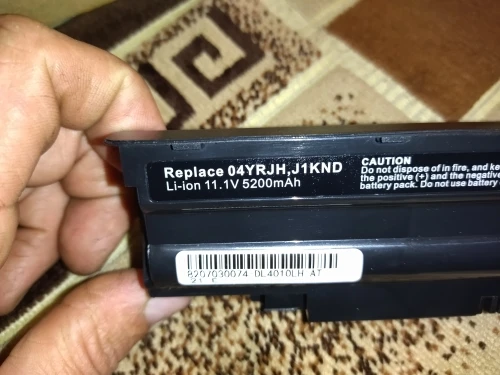 Replace 04YRJH,J1KND
Li-ion 11.1V 5200mAh
CAUTION
Do not dispose of in fire, and ke
the positive (+) and the negative
battery pack. Do not use battery
8207030074 DL4010LH AT